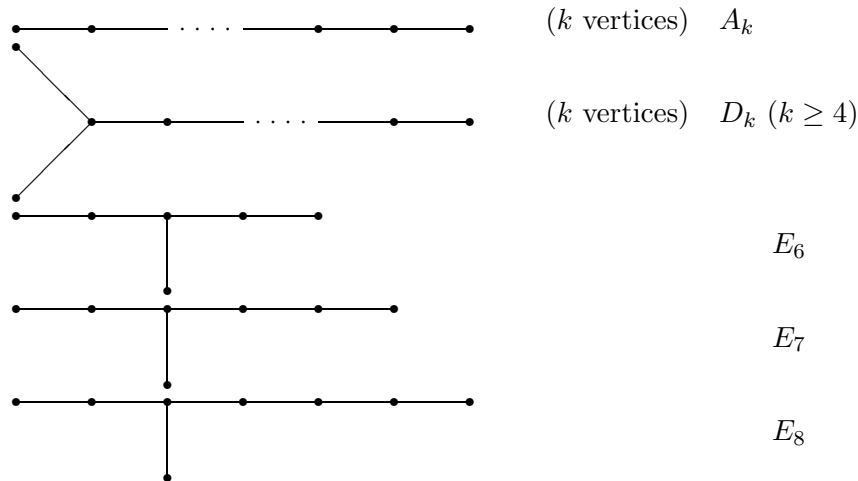 (k vertices) A_k
(k vertices) D_k (k ≥ 4)
E_6
E_7
E_8